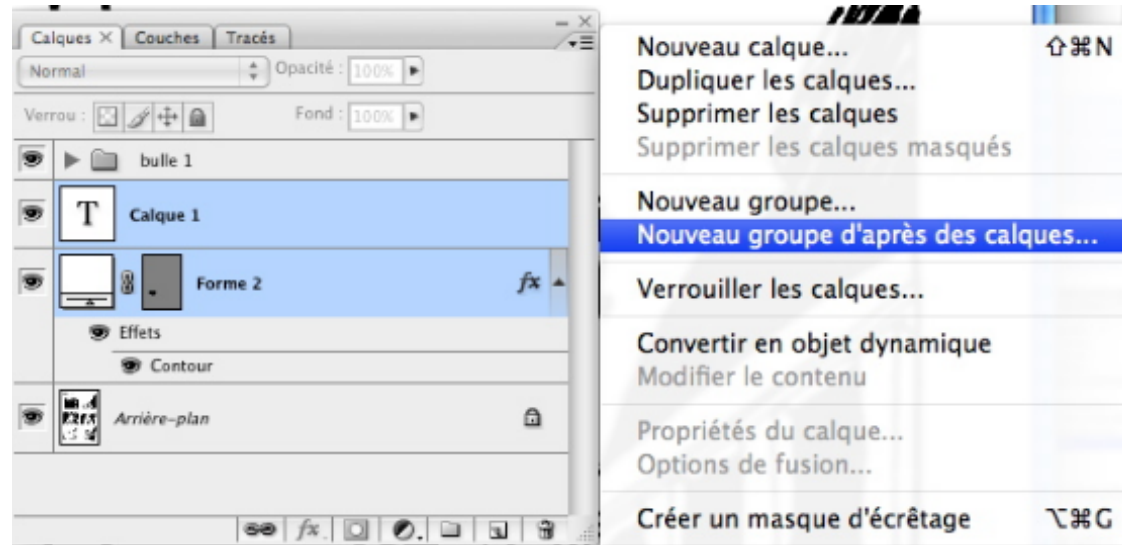 Calques × Couches Tracés
Normal Opacité : 100%
Verrou : Fond : 100%
bulle 1
T Calque 1
Forme 2 fx
Effets
Contour
Arrière-plan
fx.
Nouveau calque... ⇧⌘N
Dupliquer les calques...
Supprimer les calques
Supprimer les calques masqués
Nouveau groupe...
Nouveau groupe d'après des calques...
Verrouiller les calques...
Convertir en objet dynamique
Modifier le contenu
Propriétés du calque...
Options de fusion...
Créer un masque d'écrêtage ⌥⌘G